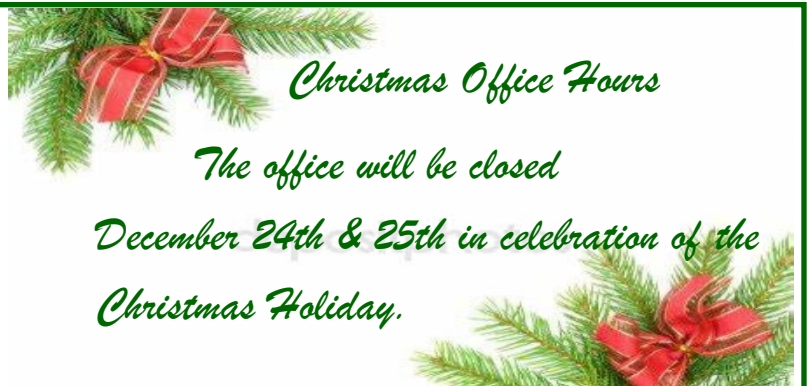 Christmas Office Hours
The office will be closed
December 24th & 25th in celebration of the
Christmas Holiday.